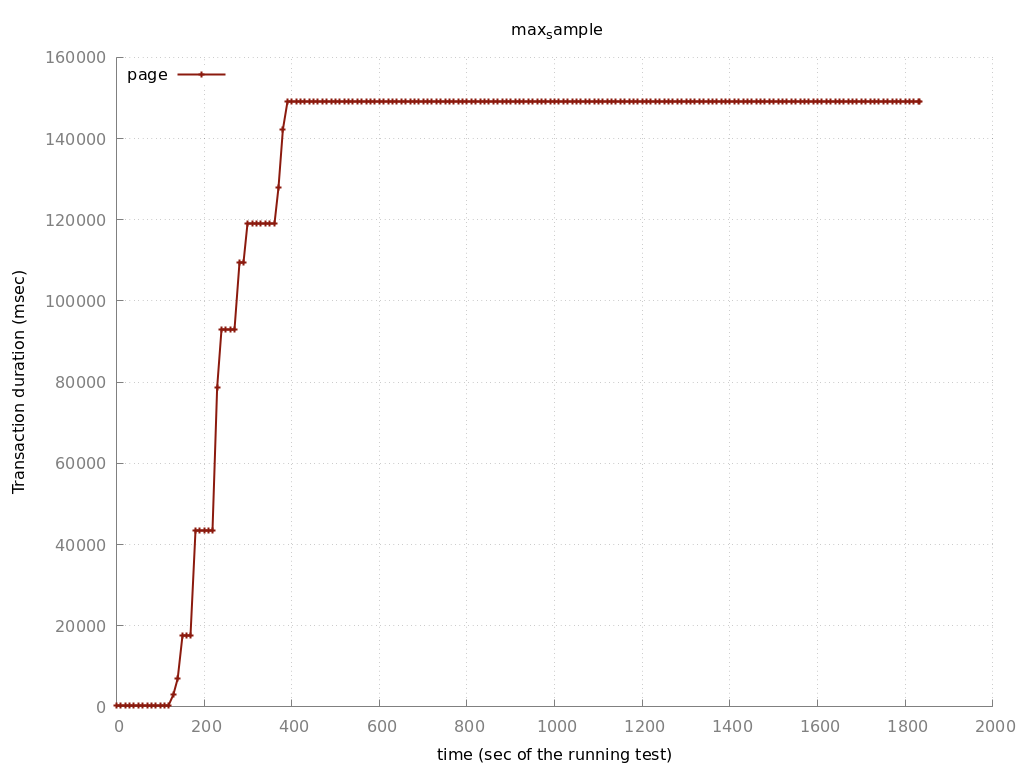 max_sample
page
160000
140000
120000
100000
80000
60000
40000
20000
0
Transaction duration (msec)
0 200 400 600 800 1000 1200 1400 1600 1800 2000
time (sec of the running test)